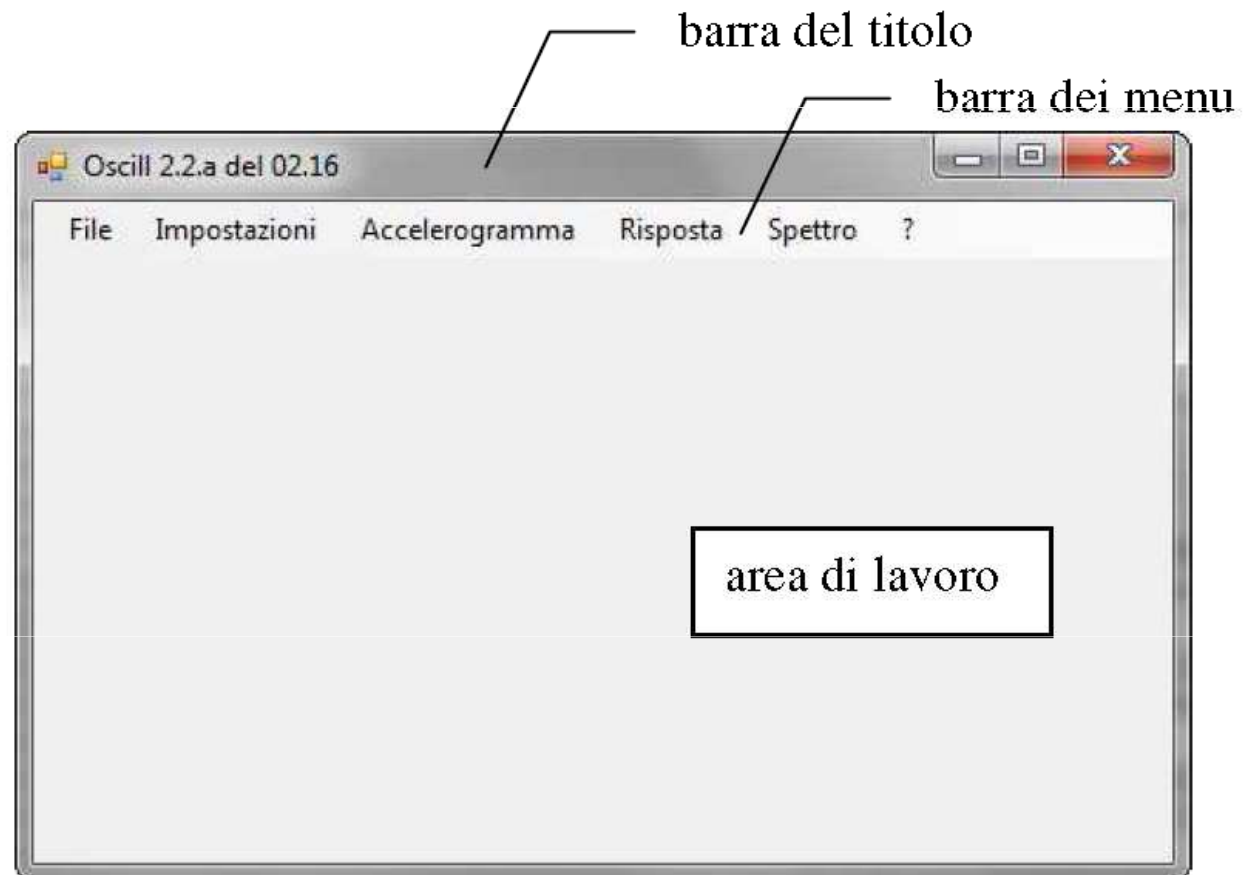 barra del titolo
barra dei menu
Oscill 2.2.a del 02.16
File Impostazioni Accelerogramma Risposta Spettro ?
area di lavoro